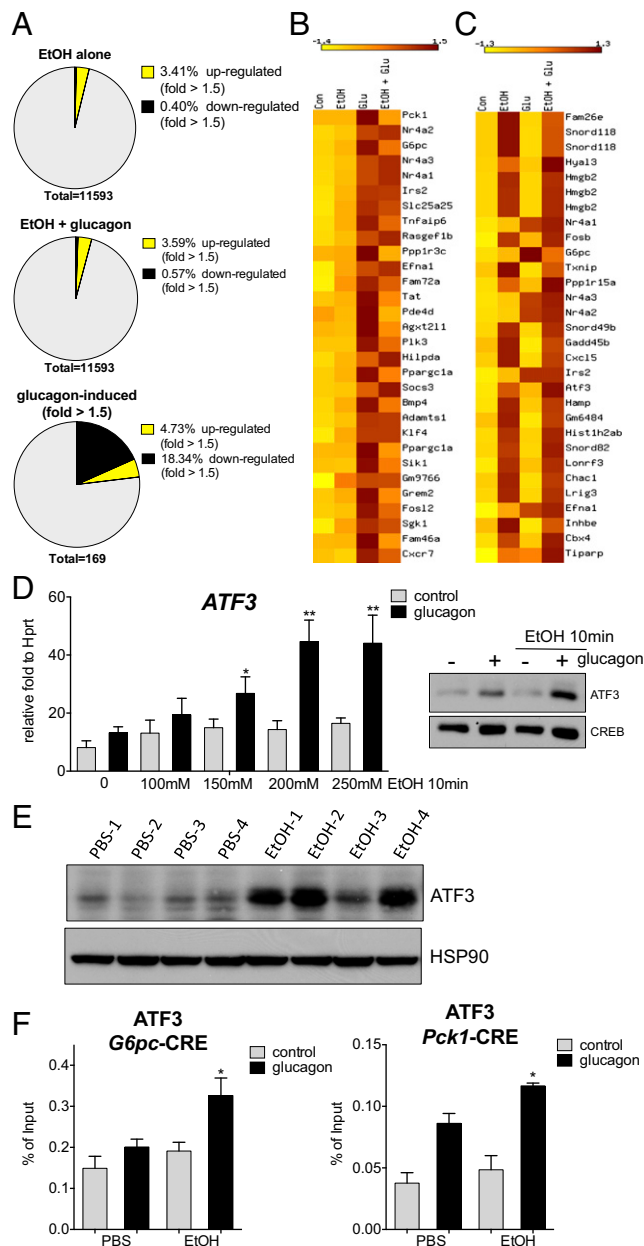 A
EtOH alone
3.41% up-regulated
(fold > 1.5)
0.40% down-regulated
(fold > 1.5)
Total=11593
EtOH + glucagon
3.59% up-regulated
(fold > 1.5)
0.57% down-regulated
(fold > 1.5)
Total=11593
glucagon-induced
(fold > 1.5)
4.73% up-regulated
(fold > 1.5)
18.34% down-regulated
(fold > 1.5)
Total=169
B
-1.4 1.5
Con EtOH Glu EtOH + Glu
Pck1
Nr4a2
G6pc
Nr4a3
Nr4a1
Irs2
Slc25a25
Tnfaip6
Rasgef1b
Ppp1r3c
Efna1
Fam72a
Tat
Pde4d
Agxt2l1
Plk3
Hilpda
Ppargc1a
Socs3
Bmp4
Adamts1
Klf4
Ppargc1a
Sik1
Gm9766
Grem2
Fosl2
Sgk1
Fam46a
Cxcr7
C
-1.3 1.3
Con EtOH Glu EtOH + Glu
Fam26e
Snord118
Snord118
Hyal3
Hmgb2
Hmgb2
Hmgb2
Nr4a1
Fosb
G6pc
Txnip
Ppp1r15a
Nr4a3
Nr4a2
Snord49b
Gadd45b
Cxcl5
Irs2
Atf3
Hamp
Gm6484
Hist1h2ab
Snord82
Lonrf3
Chac1
Lrig3
Efna1
Inhbe
Cbx4
Tiparp
D
ATF3
control
glucagon
relative fold to Hprt
60
40
20
0
* ** **
0 100mM 150mM 200mM 250mM EtOH 10min
EtOH 10min
- + - + glucagon
ATF3
CREB
E
PBS-1 PBS-2 PBS-3 PBS-4 EtOH-1 EtOH-2 EtOH-3 EtOH-4
ATF3
HSP90
F
ATF3
G6pc-CRE
control
glucagon
% of Input
0.4
0.3
0.2
0.1
0.0
*
PBS EtOH
ATF3
Pck1-CRE
control
glucagon
% of Input
0.15
0.10
0.05
0.00
*
PBS EtOH